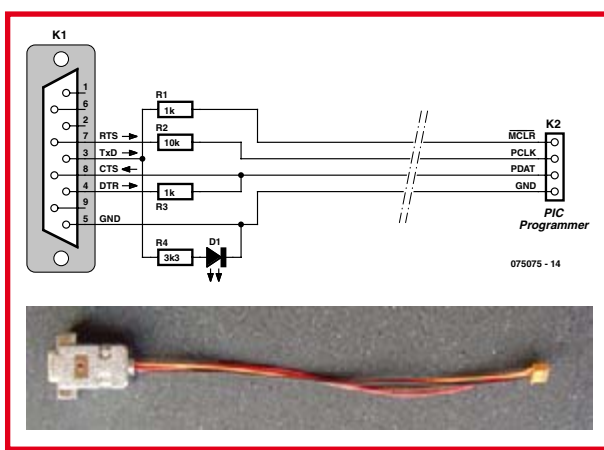 K1
1
6
2
7 RTS
3 TxD
8 CTS
4 DTR
9
5 GND
R1
1k
R2
10k
1k
R3
R4
3k3
D1
K2
MCLR
PCLK
PDAT
GND
PIC
Programmer
075075 - 14